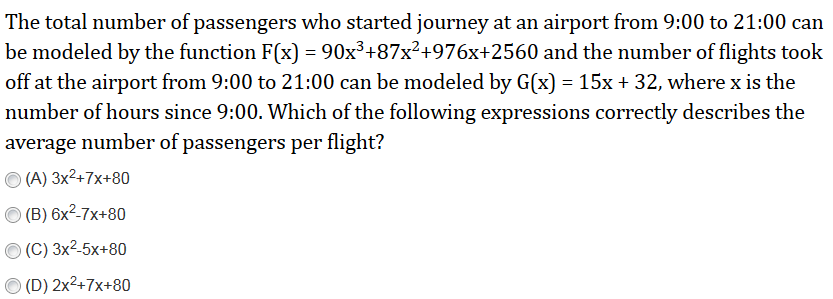 The total number of passengers who started journey at an airport from 9:00 to 21:00 can
be modeled by the function F(x) = 90x³+87x²+976x+2560 and the number of flights took
off at the airport from 9:00 to 21:00 can be modeled by G(x) = 15x + 32, where x is the
number of hours since 9:00. Which of the following expressions correctly describes the
average number of passengers per flight?
(A) 3x²+7x+80
(B) 6x²-7x+80
(C) 3x²-5x+80
(D) 2x²+7x+80